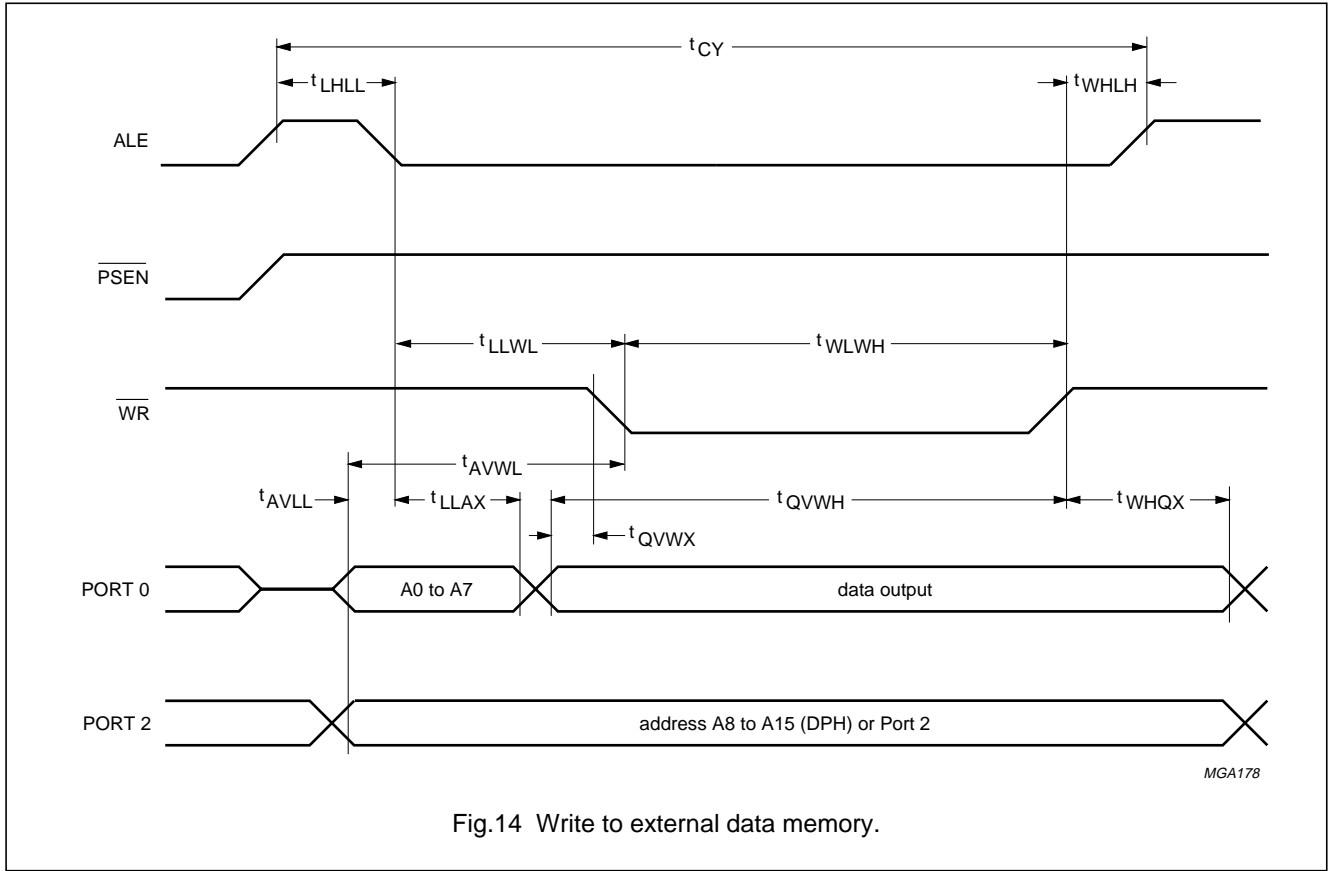 tCY
tLHLL
tWHLH
ALE
PSEN
tLLWL
tWLWH
WR
tAVWL
tAVLL
tLLAX
tQVWH
tWHQX
tQVWX
PORT 0
A0 to A7
data output
PORT 2
address A8 to A15 (DPH) or Port 2
MGA178
Fig.14 Write to external data memory.